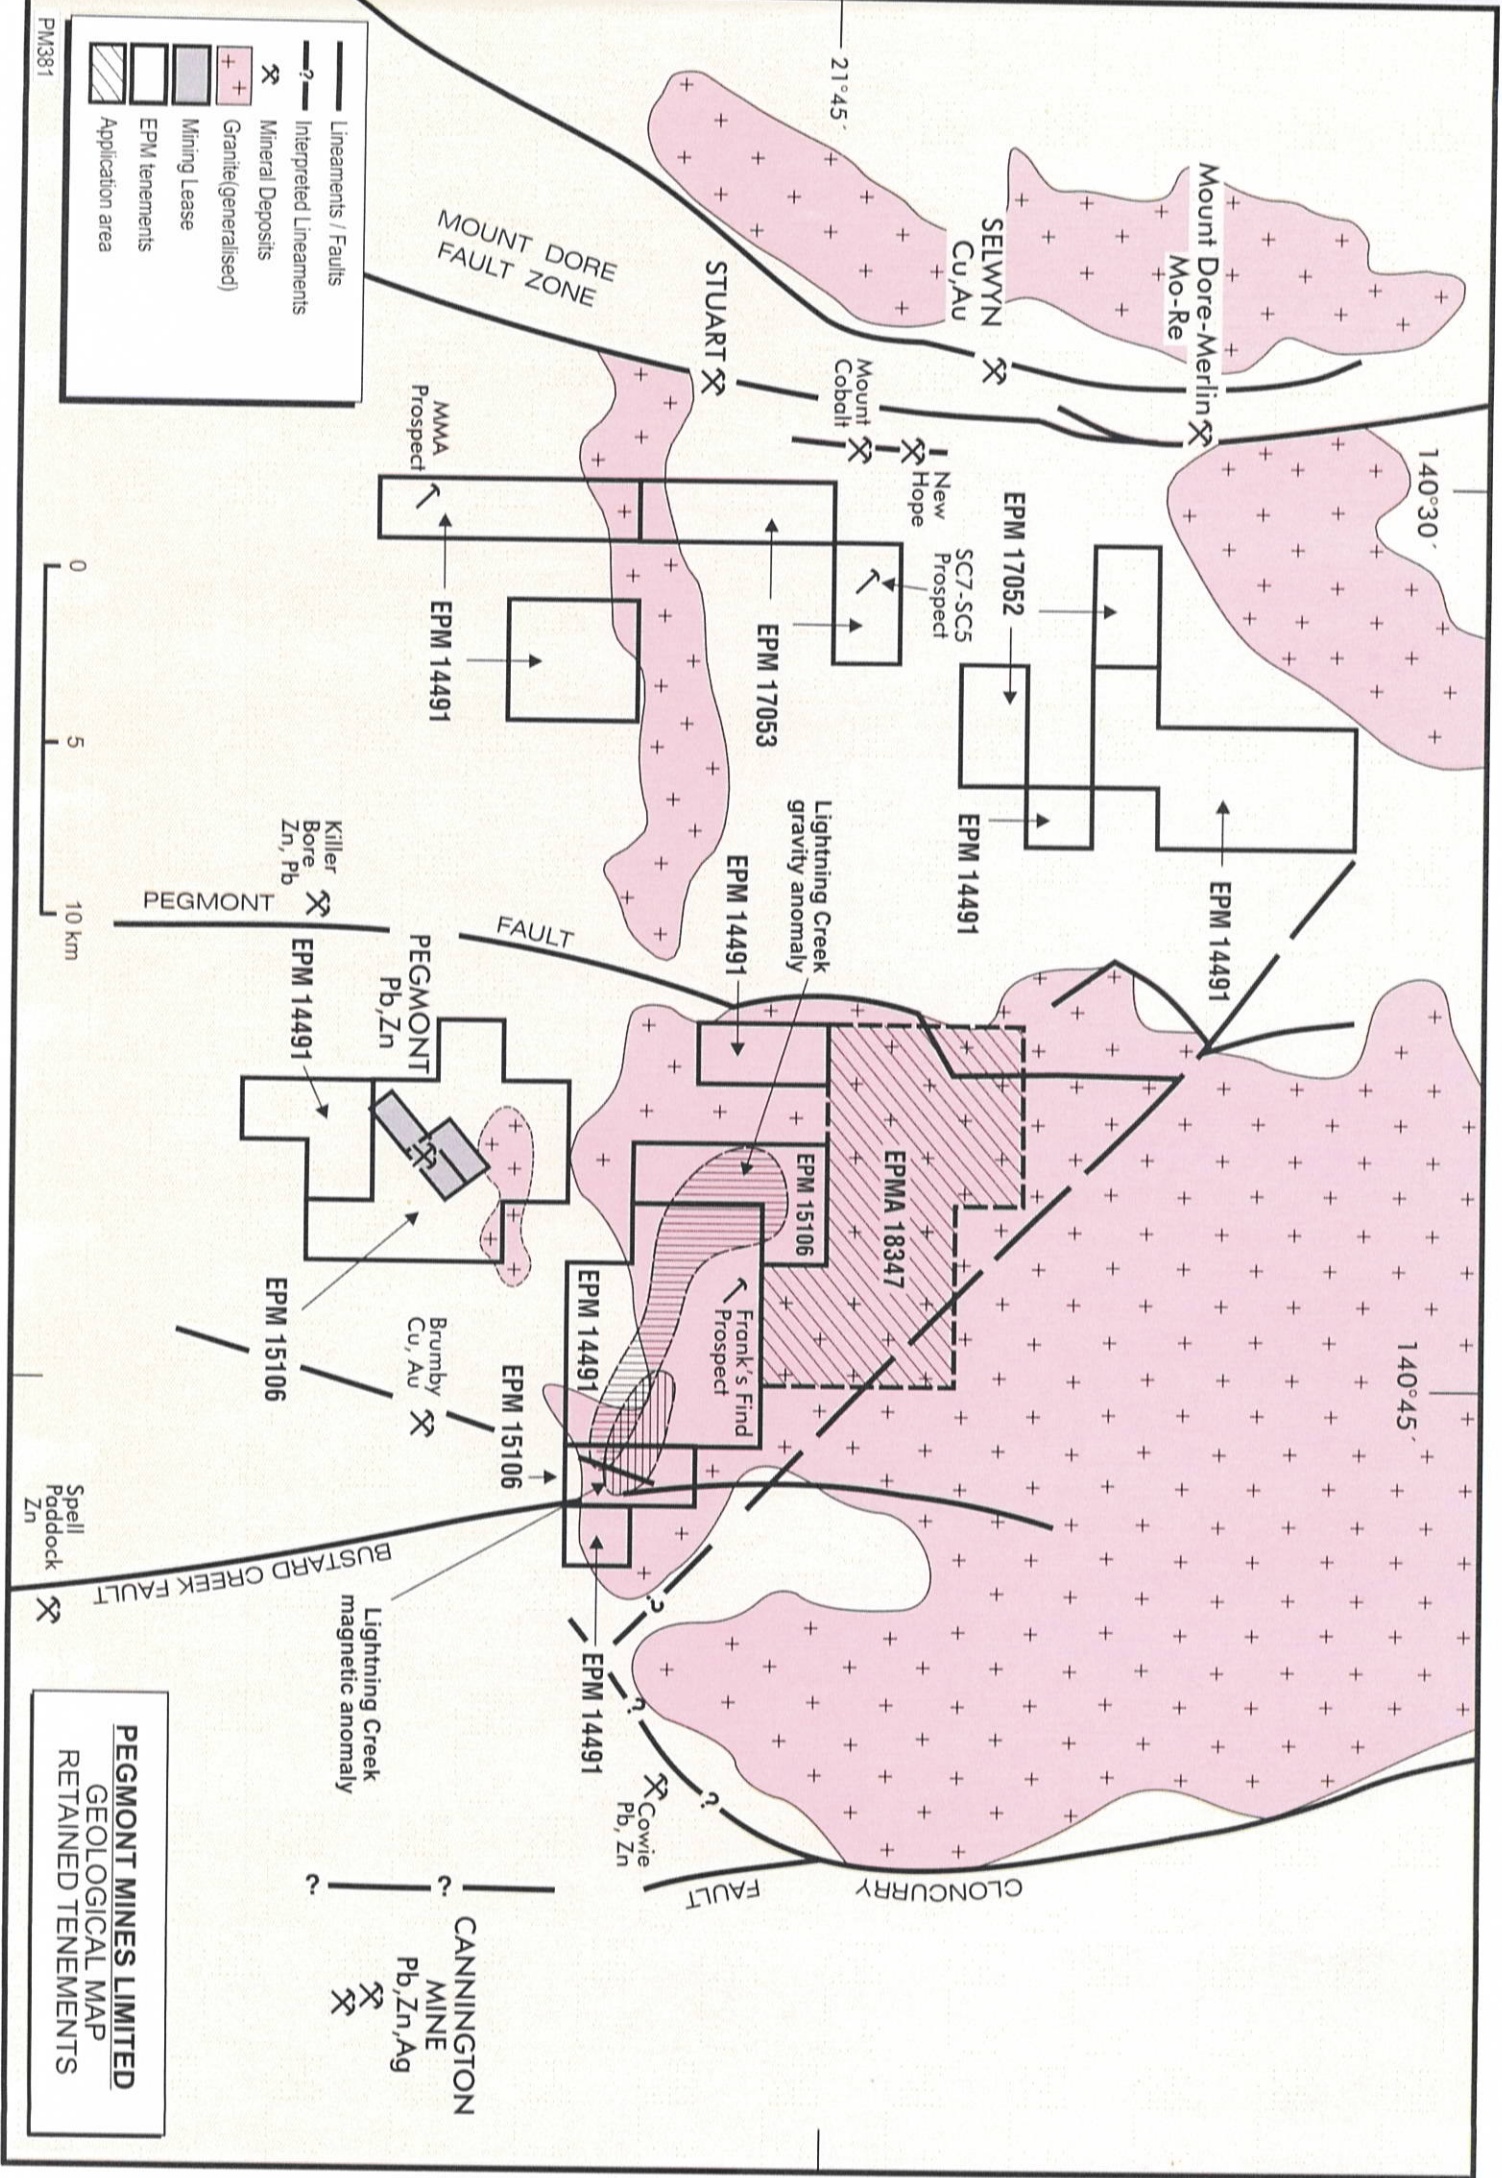 140°30´
140°45´
21°45´
Mount Dore-Merlin
Mo-Re
SELWYN
Cu,Au
STUART
MOUNT DORE
FAULT ZONE
Mount
Cobalt
New
Hope
SC7-SC5
Prospect
MMA
Prospect
EPM 17052
EPM 17053
EPM 14491
EPM 14491
EPM 14491
EPM 14491
Lightning Creek
gravity anomaly
Killer
Bore
Zn, Pb
PEGMONT
FAULT
PEGMONT
Pb,Zn
EPM 14491
EPMA 18347
EPM 15106
Frank's Find
Prospect
EPM 14491
EPM 15106
Brumby
Cu, Au
EPM 15106
Spell
Paddock
Zn
BUSTARD CREEK FAULT
Lightning Creek
magnetic anomaly
EPM 14491
?
?
?
Cowie
Pb, Zn
CLONCURRY
FAULT
?
?
CANNINGTON
MINE
Pb,Zn,Ag
Lineaments / Faults
?
Interpreted Lineaments
Mineral Deposits
Granite(generalised)
Mining Lease
EPM tenements
Application area
PM381
0
5
10 km
PEGMONT MINES LIMITED
GEOLOGICAL MAP
RETAINED TENEMENTS